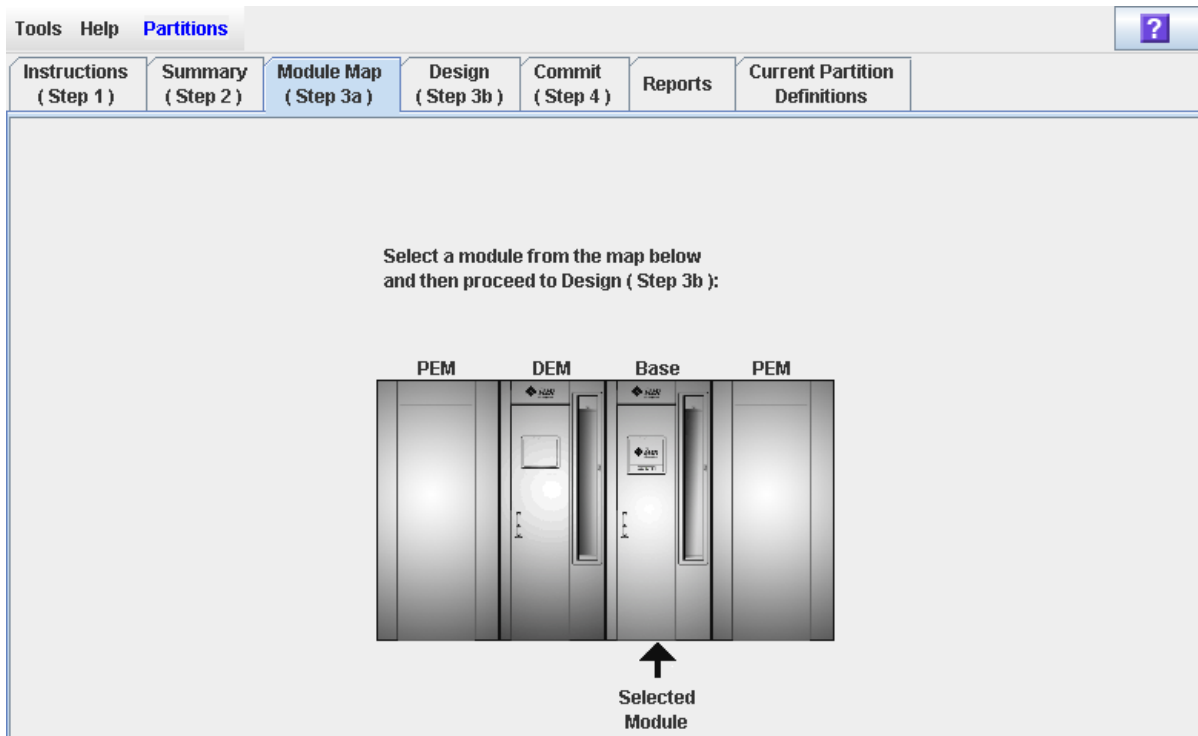 Tools Help Partitions ?
Instructions
( Step 1 )
Summary
( Step 2 )
Module Map
( Step 3a )
Design
( Step 3b )
Commit
( Step 4 )
Reports
Current Partition
Definitions
Select a module from the map below
and then proceed to Design ( Step 3b ):
PEM DEM Base PEM
Selected
Module